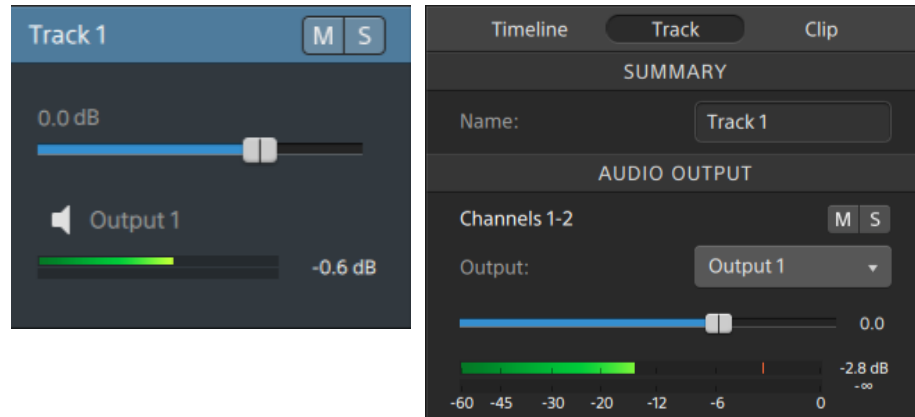 Track 1
M S
0.0 dB
Output 1
-0.6 dB
Timeline Track Clip
SUMMARY
Name: Track 1
AUDIO OUTPUT
Channels 1-2 M S
Output: Output 1
0.0
-2.8 dB
-∞
-60 -45 -30 -20 -12 -6 0